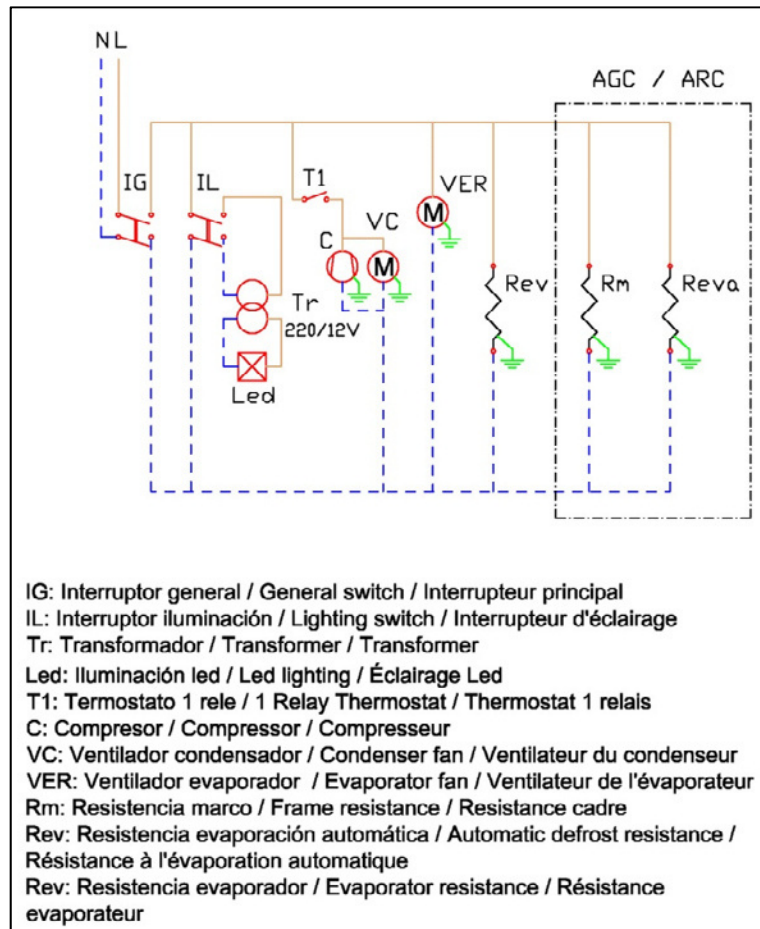 N L
AGC / ARC
IG
IL
T1
VER
C
VC
M
M
Rev
Rm
Reva
Tr
220/12V
Led
IG: Interruptor general / General switch / Interrupteur principal
IL: Interruptor iluminación / Lighting switch / Interrupteur d'éclairage
Tr: Transformador / Transformer / Transformer
Led: Iluminación led / Led lighting / Éclairage Led
T1: Termostato 1 rele / 1 Relay Thermostat / Thermostat 1 relais
C: Compresor / Compressor / Compresseur
VC: Ventilador condensador / Condenser fan / Ventilateur du condenseur
VER: Ventilador evaporador / Evaporator fan / Ventilateur de l'évaporateur
Rm: Resistencia marco / Frame resistance / Resistance cadre
Rev: Resistencia evaporación automática / Automatic defrost resistance /
Résistance à l'évaporation automatique
Rev: Resistencia evaporador / Evaporator resistance / Résistance
evaporateur